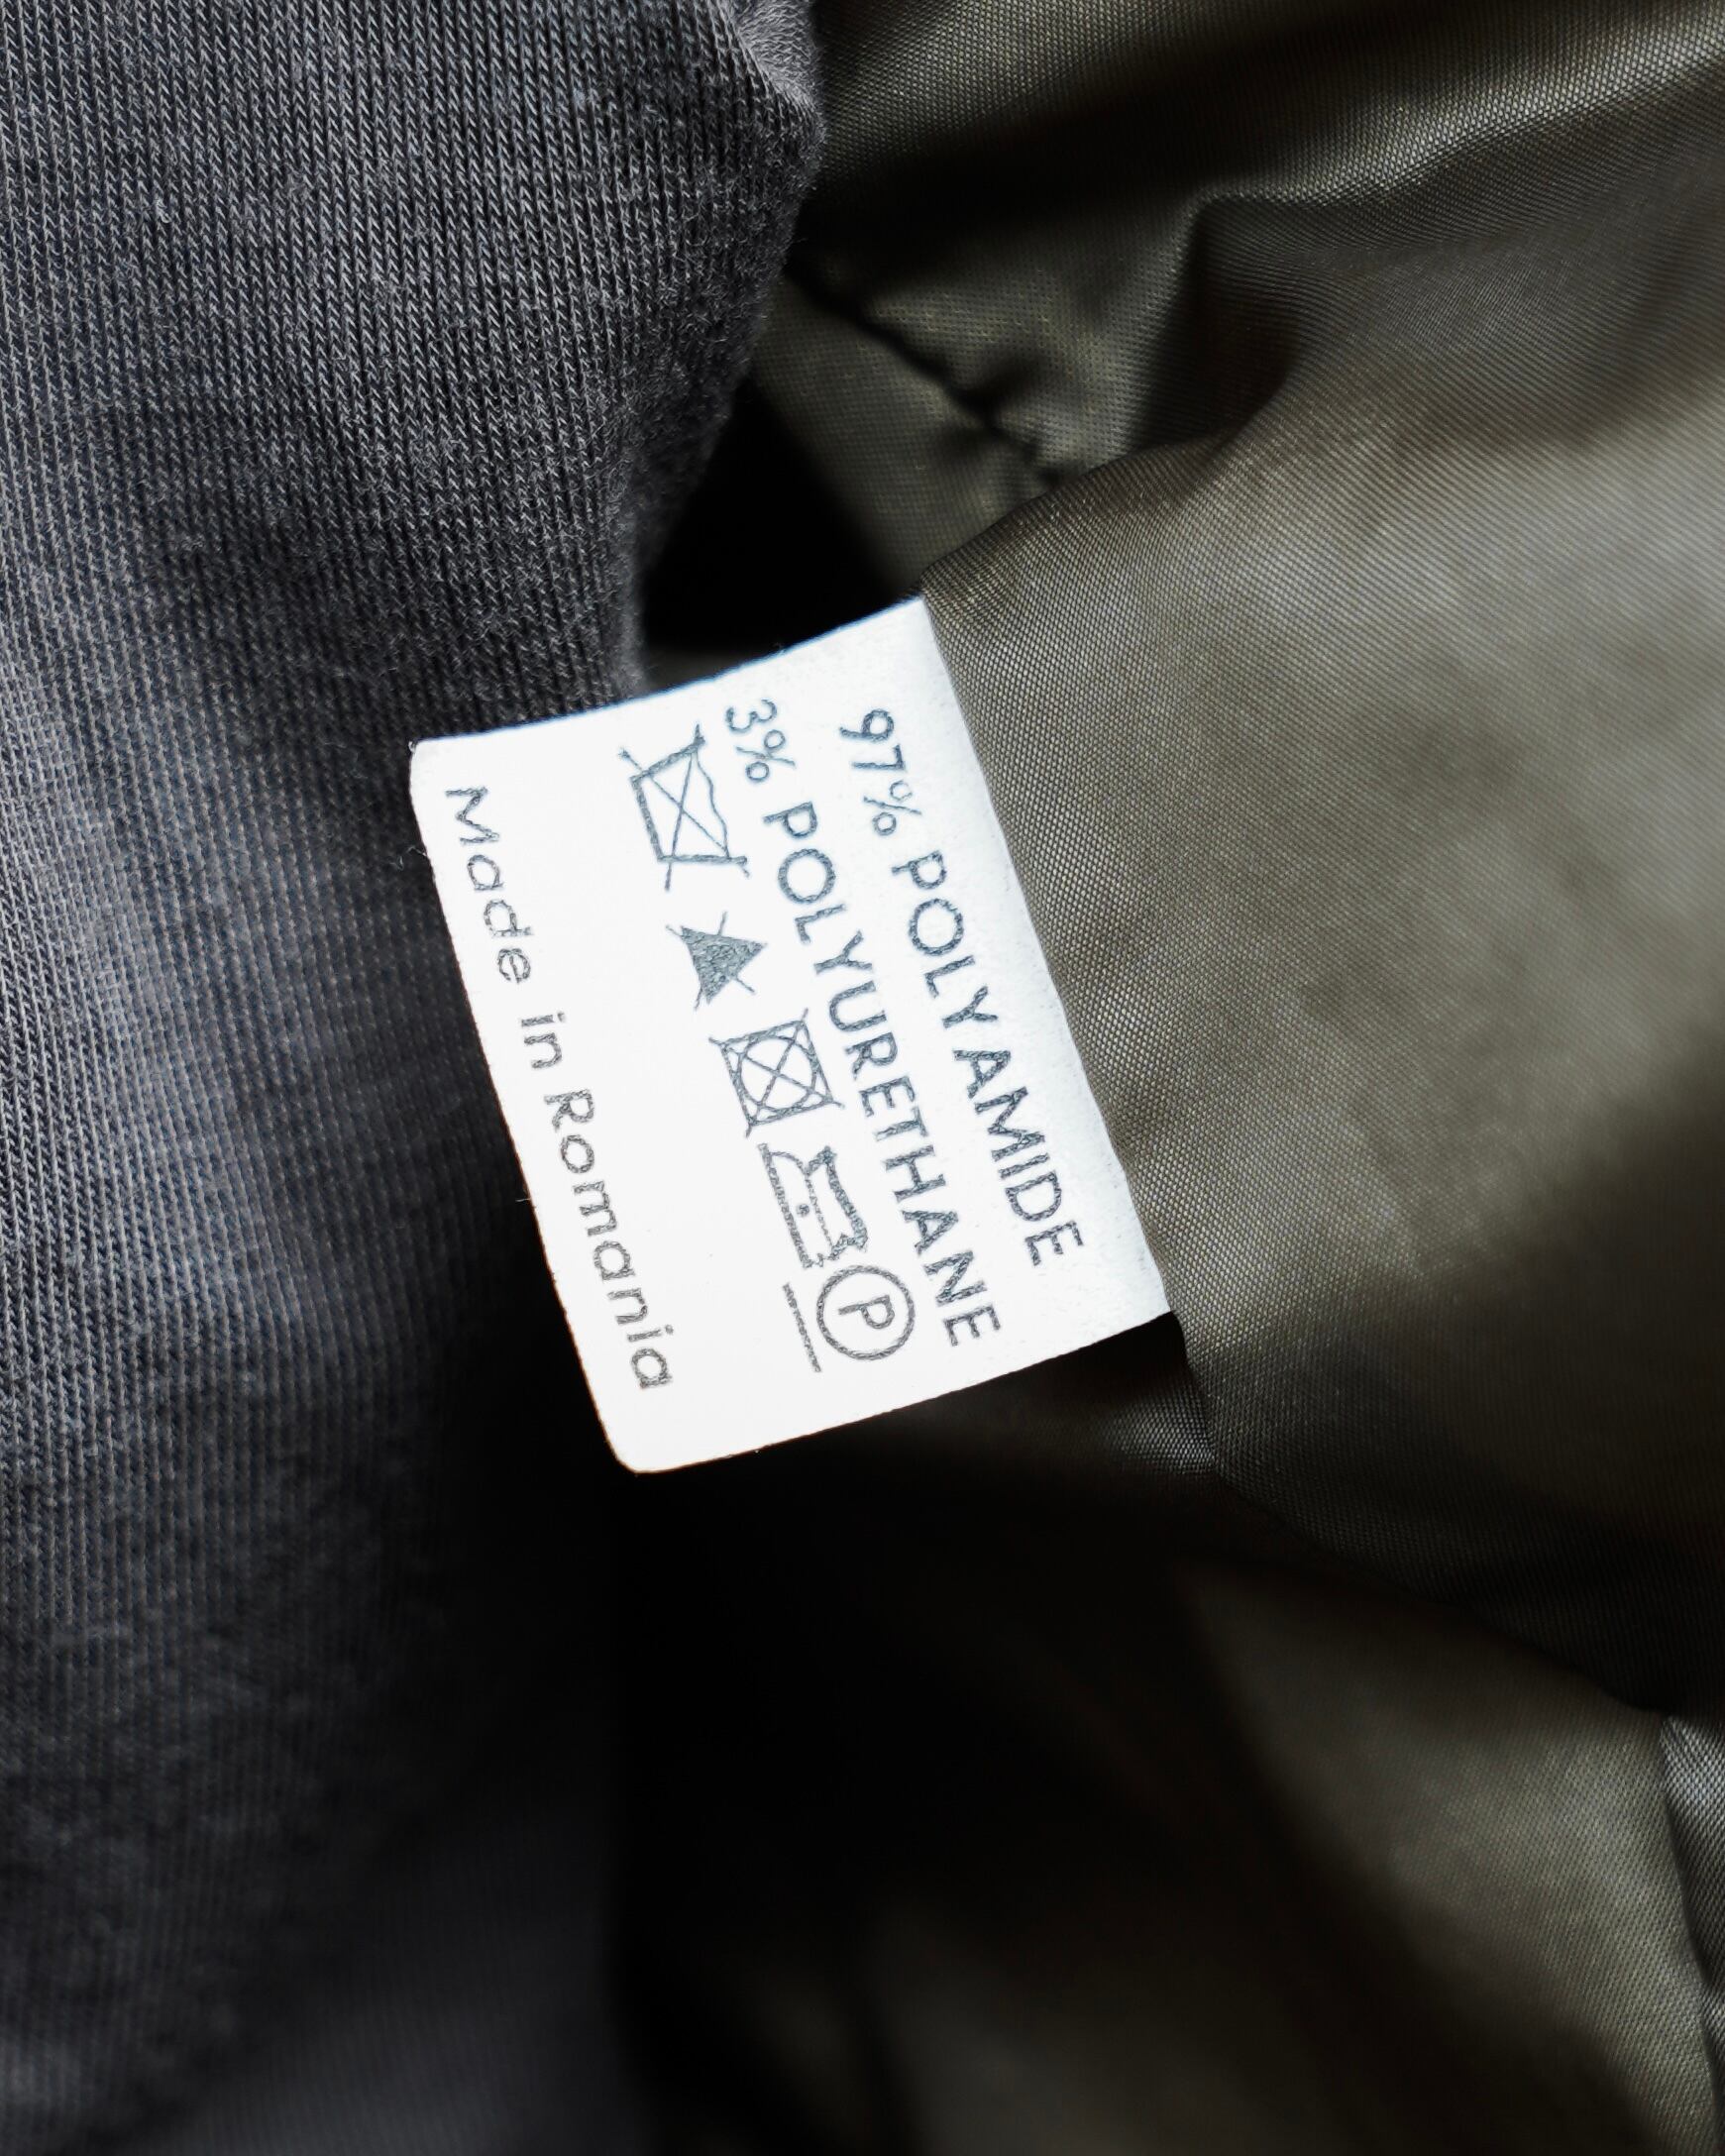 97% POLYAMIDE
3% POLYURETHANE
P
Made in Romania